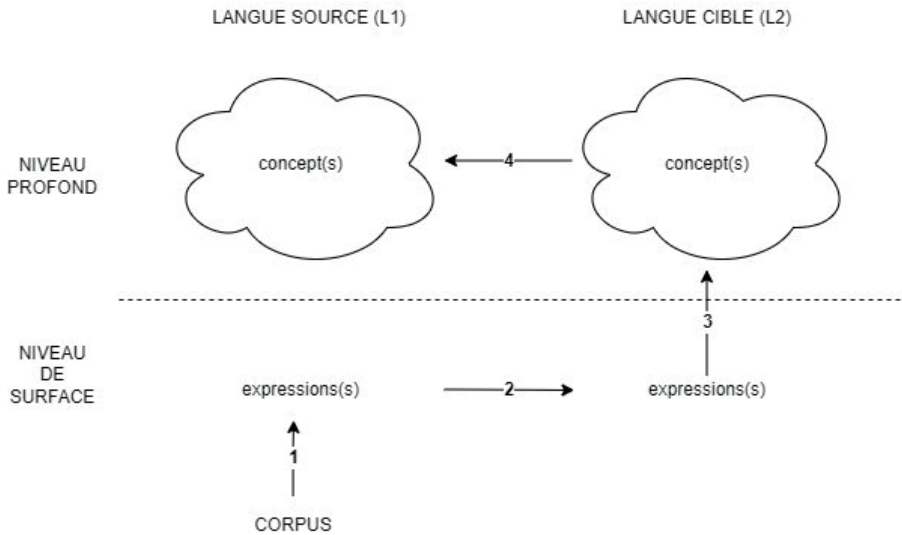 LANGUE SOURCE (L1)
LANGUE CIBLE (L2)
NIVEAU
PROFOND
concept(s)
4
concept(s)
3
NIVEAU
DE
SURFACE
expressions(s)
2
expressions(s)
1
CORPUS